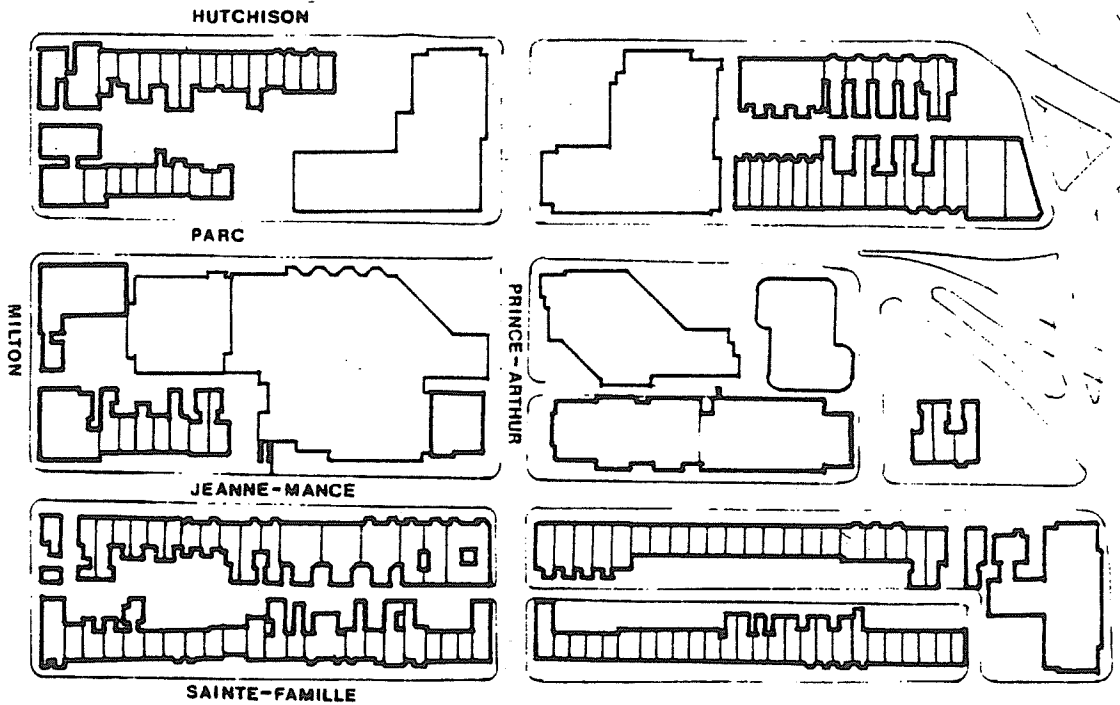 HUTCHISON
PARC
MILTON
PRINCE-ARTHUR
JEANNE-MANCE
SAINTE-FAMILLE